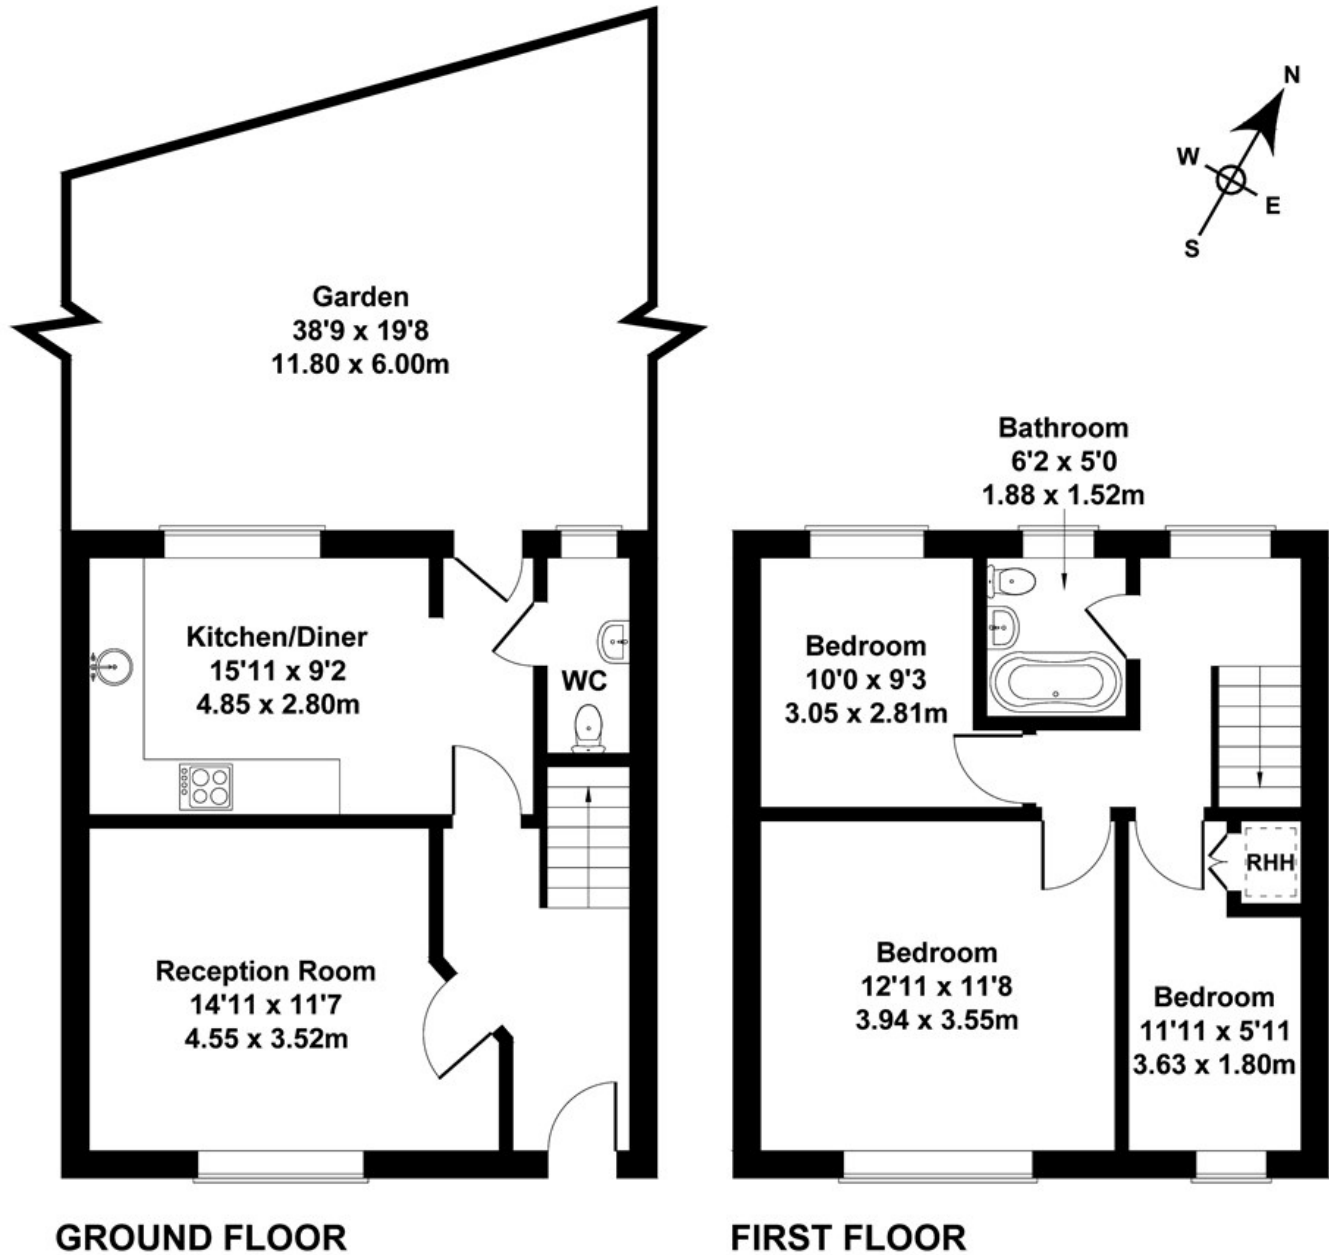 N
W
E
S
Garden
38'9 x 19'8
11.80 x 6.00m
Kitchen/Diner
15'11 x 9'2
4.85 x 2.80m
WC
Reception Room
14'11 x 11'7
4.55 x 3.52m
GROUND FLOOR
Bathroom
6'2 x 5'0
1.88 x 1.52m
Bedroom
10'0 x 9'3
3.05 x 2.81m
RHH
Bedroom
12'11 x 11'8
3.94 x 3.55m
Bedroom
11'11 x 5'11
3.63 x 1.80m
FIRST FLOOR